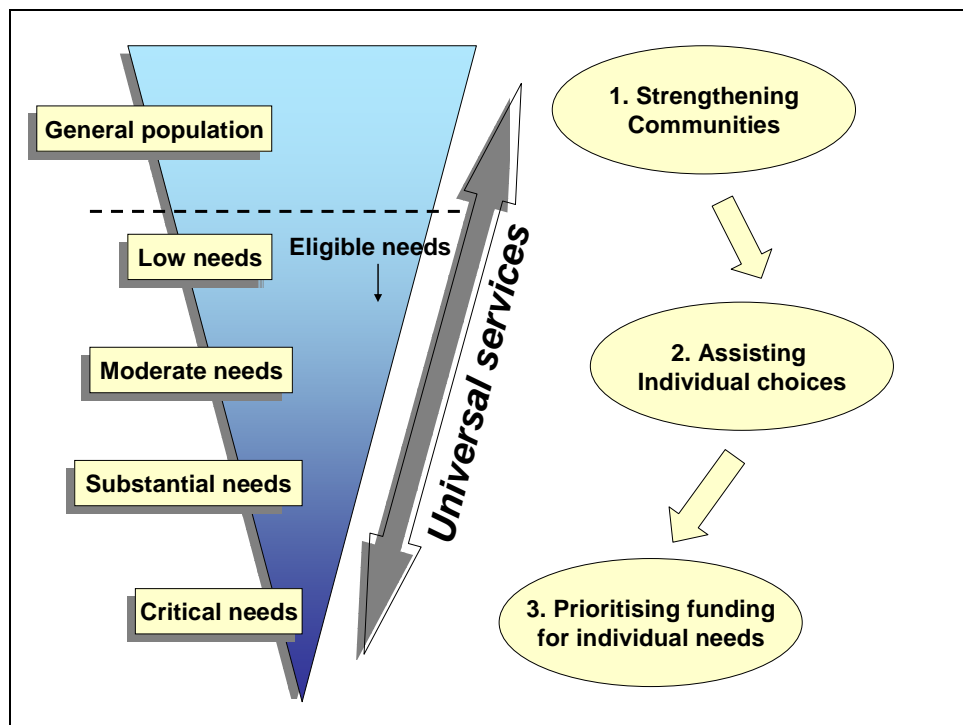 General population
Low needs
Eligible needs
Moderate needs
Substantial needs
Critical needs
Universal services
1. Strengthening
Communities
2. Assisting
Individual choices
3. Prioritising funding
for individual needs